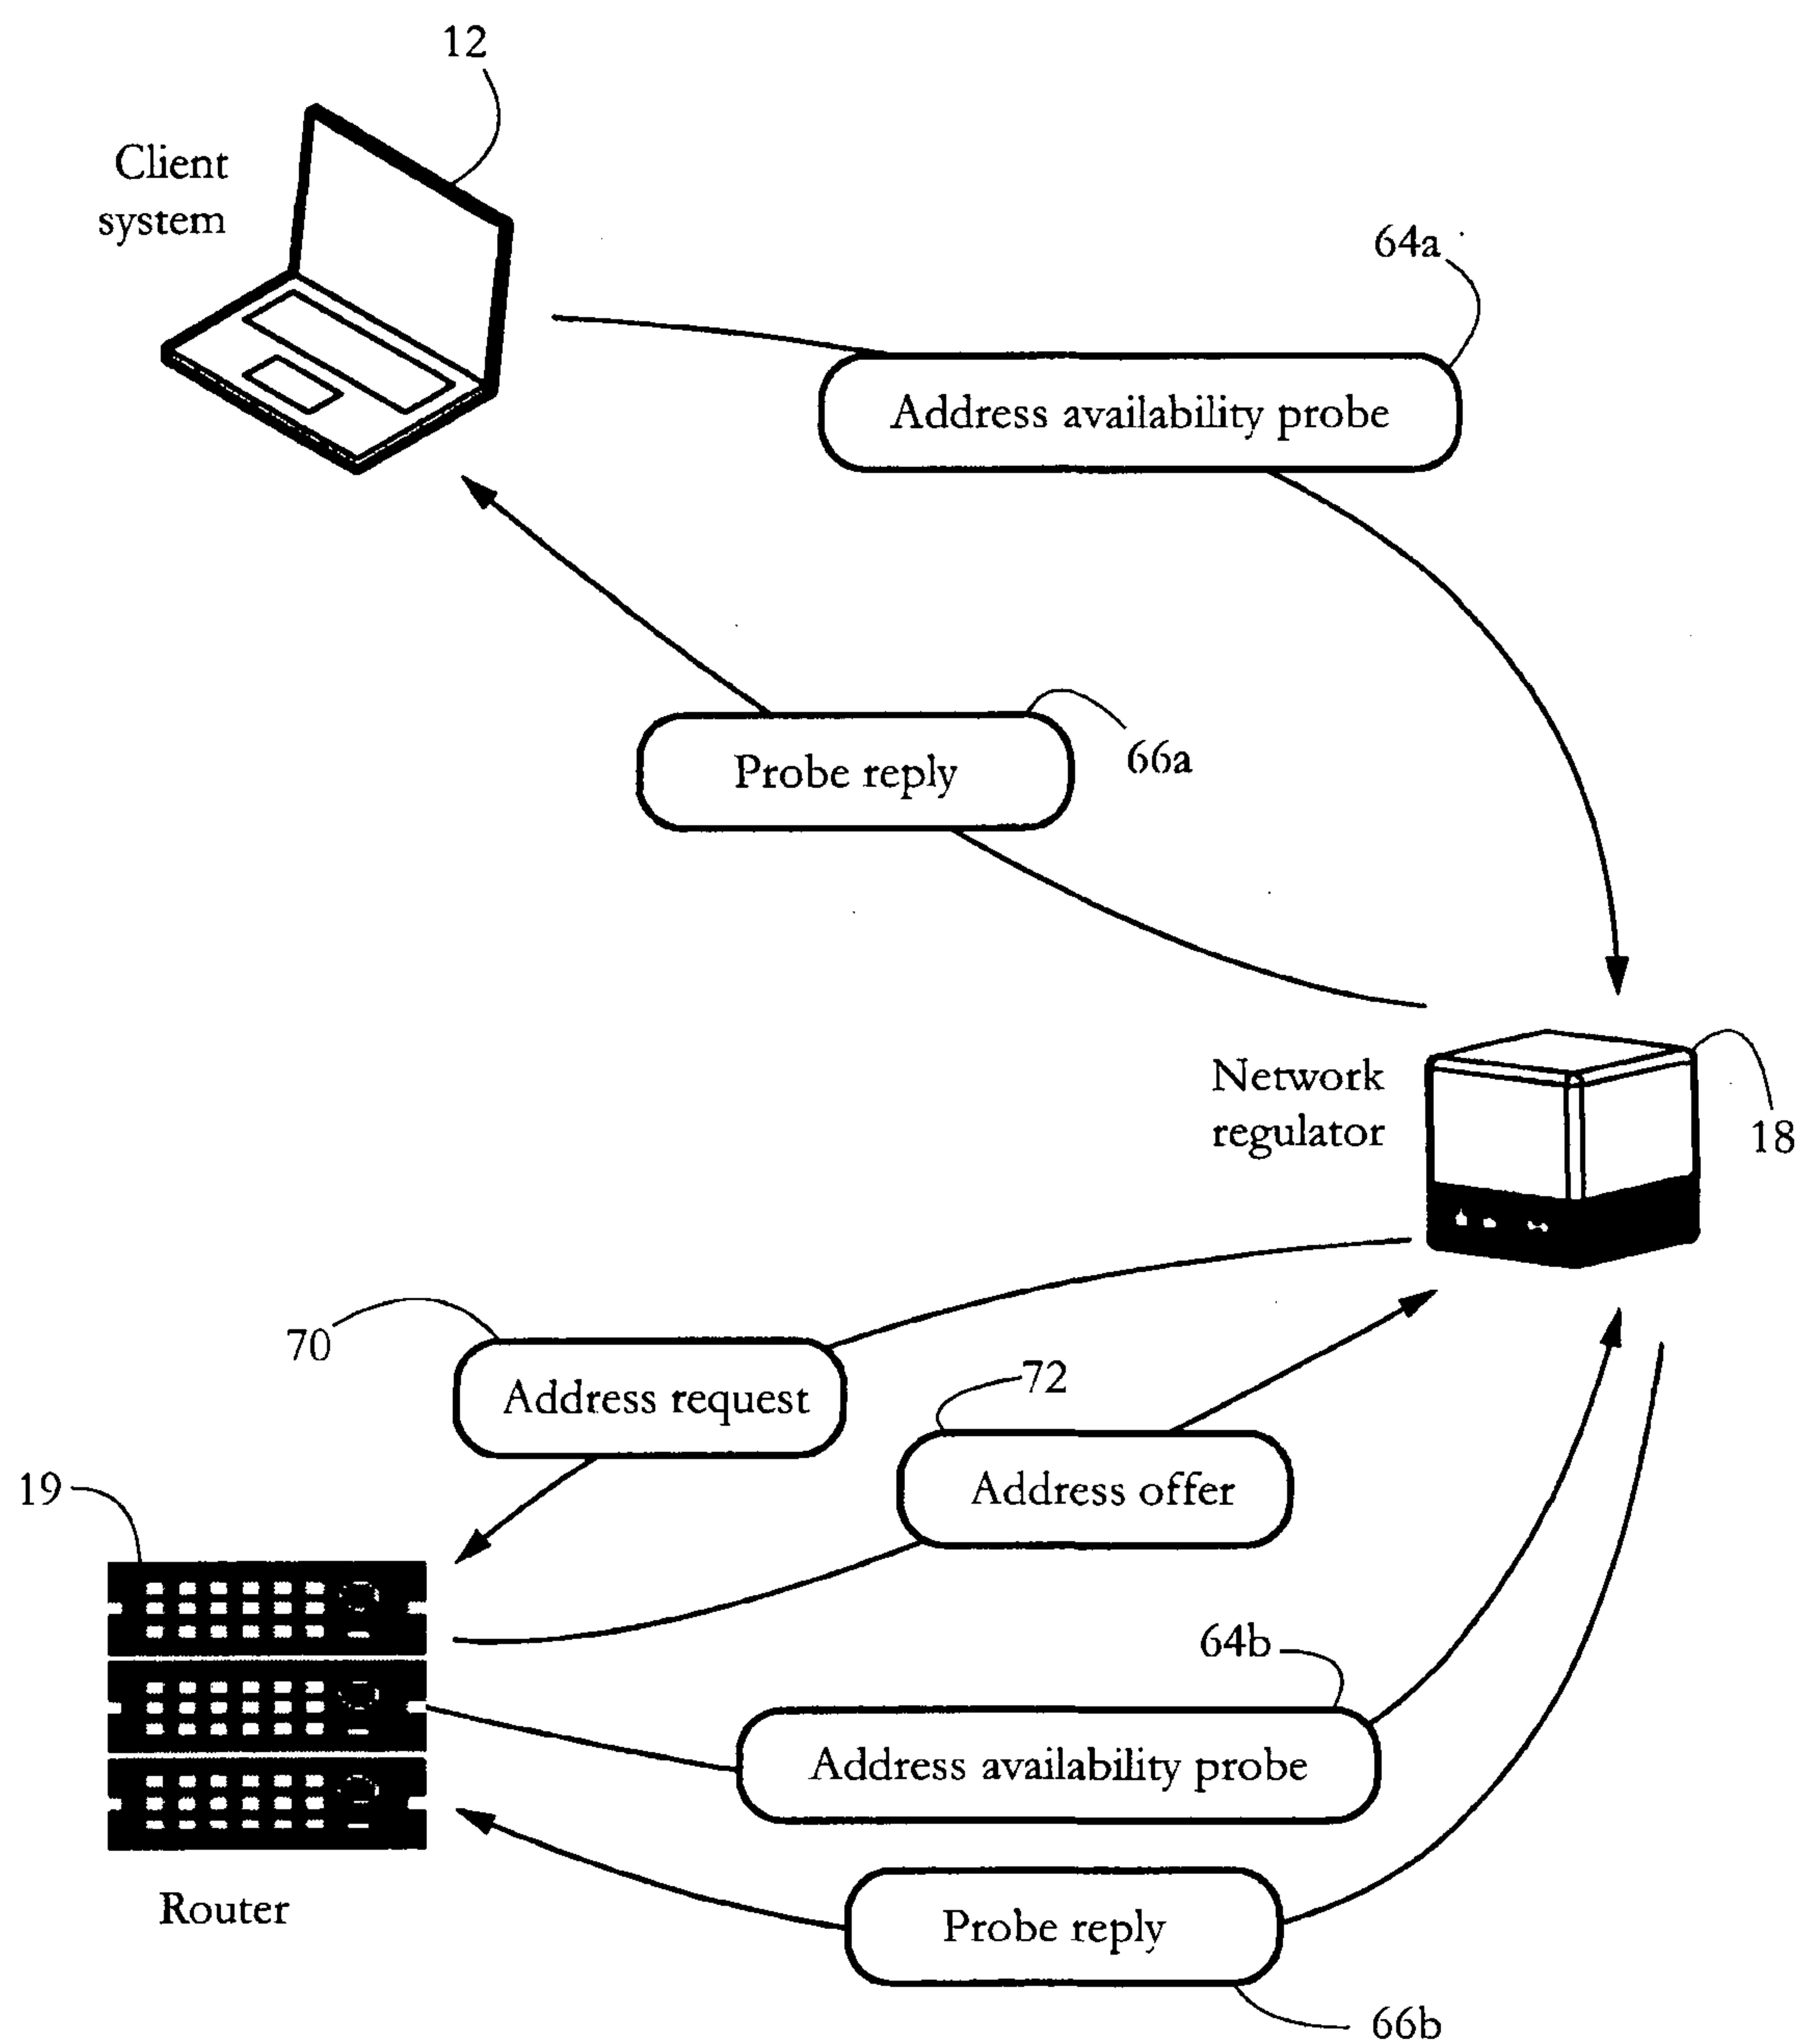 12
Client
system
64a
Address availability probe
Probe reply
66a
Network
regulator
18
70
Address request
72
Address offer
19
64b
Address availability probe
Router
Probe reply
66b